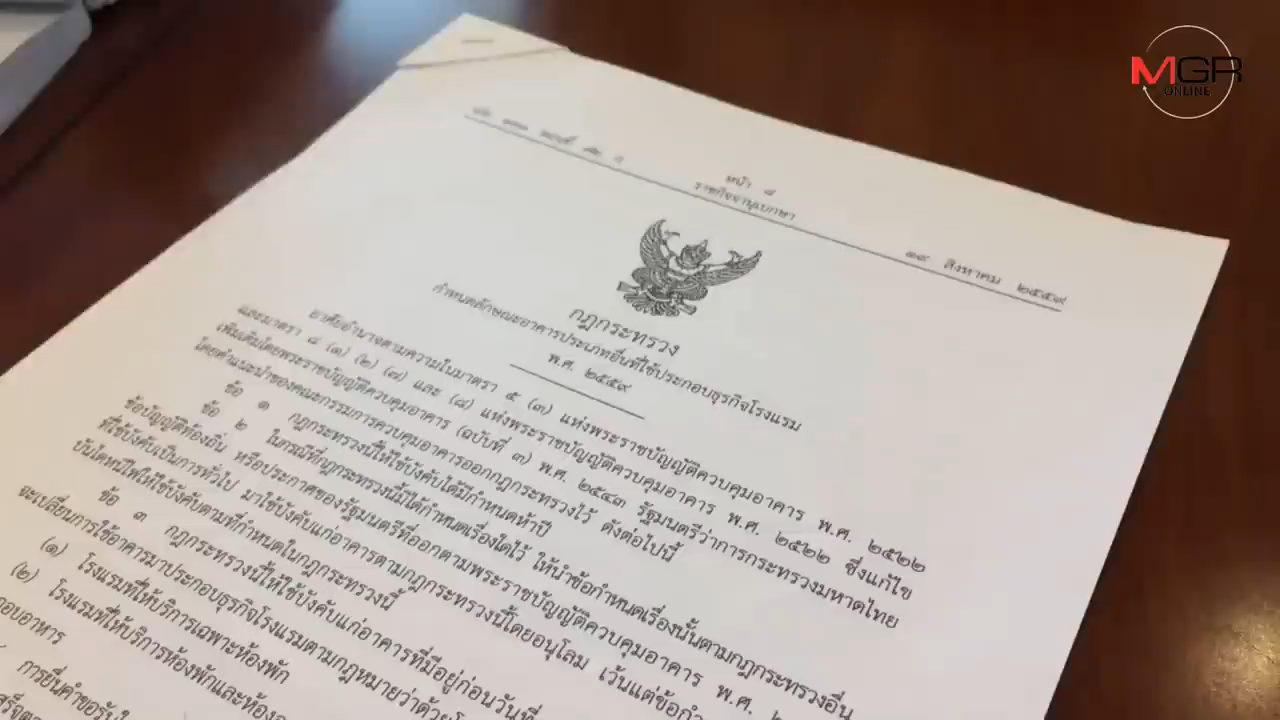 MGR
ONLINE
หน้า ๘
ราชกิจจานุเบกษา
๑๙ สิงหาคม ๒๕๕๙
กฎกระทรวง
กำหนดลักษณะอาคารประเภทอื่นที่ใช้ประกอบธุรกิจโรงแรม
พ.ศ. ๒๕๕๙
อาศัยอำนาจตามความในมาตรา ๕ (๓) แห่งพระราชบัญญัติควบคุมอาคาร พ.ศ. ๒๕๒๒
และมาตรา ๘ (๑) (๒) (๗) และ (๘) แห่งพระราชบัญญัติควบคุมอาคาร พ.ศ. ๒๕๒๒ ซึ่งแก้ไข
เพิ่มเติมโดยพระราชบัญญัติควบคุมอาคาร (ฉบับที่ ๓) พ.ศ. ๒๕๔๓ รัฐมนตรีว่าการกระทรวงมหาดไทย
โดยคำแนะนำของคณะกรรมการควบคุมอาคารออกกฎกระทรวงไว้ ดังต่อไปนี้
ข้อ ๑ กฎกระทรวงนี้ให้ใช้บังคับได้มีกำหนดห้าปี
ข้อ ๒ ในกรณีที่กฎกระทรวงนี้มิได้กำหนดเรื่องใดไว้ ให้นำข้อกำหนดเรื่องนั้นตามกฎกระทรวงอื่น
ข้อบัญญัติท้องถิ่น หรือประกาศของรัฐมนตรีที่ออกตามพระราชบัญญัติควบคุมอาคาร พ.ศ.
ที่ใช้บังคับเป็นการทั่วไป มาใช้บังคับแก่อาคารตามกฎกระทรวงนี้โดยอนุโลม เว้นแต่ข้อ
บันไดหนีไฟให้ใช้บังคับตามที่กำหนดในกฎกระทรวงนี้
ข้อ ๓ กฎกระทรวงนี้ให้ใช้บังคับแก่อาคารที่มีอยู่ก่อนวันที่
จะเปลี่ยนการใช้อาคารมาประกอบธุรกิจโรงแรมตามกฎหมายว่าด้วย
(๑) โรงแรมที่ให้บริการเฉพาะห้องพัก
(๒) โรงแรมที่ให้บริการห้องพักและห้อง
อาหาร
การยื่นคำขอรับ